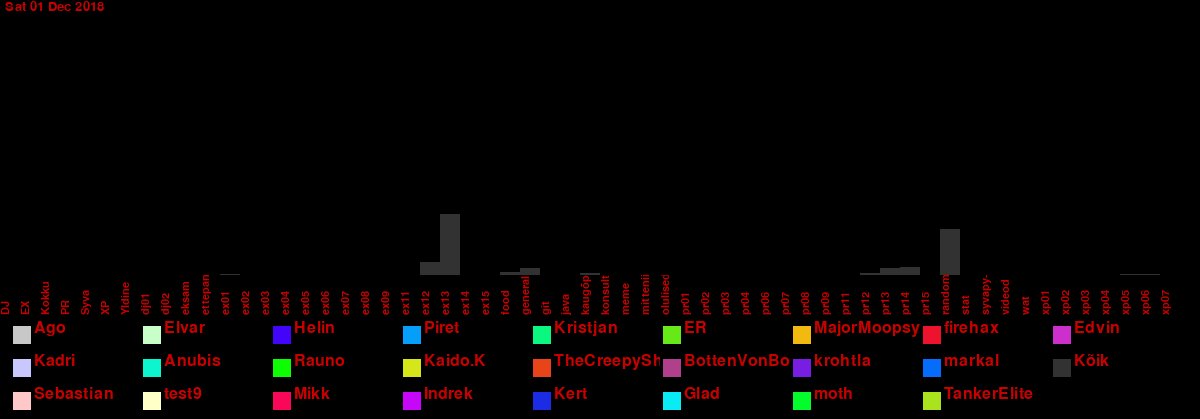 Sat 01 Dec 2018
DJ
EX
Kokku
PR
Syva
XP
Yldine
dj01
dj02
eksam
ettepan
ex01
ex02
ex03
ex04
ex05
ex06
ex07
ex08
ex09
ex11
ex12
ex13
ex14
ex15
food
general
git
java
kaugõp
konsult
meme
mittenii
olulised
pr01
pr02
pr03
pr04
pr06
pr07
pr08
pr09
pr11
pr12
pr13
pr14
pr15
random
stat
syvapy-
videod
wat
xp01
xp02
xp03
xp04
xp05
xp06
xp07
Ago Elvar Helin Piret Kristjan ER MajorMoopsy firehax Edvin
Kadri Anubis Rauno Kaido.K TheCreepySh BottenVonBo krohtla markal Kõik
Sebastian test9 Mikk Indrek Kert Glad moth TankerElite